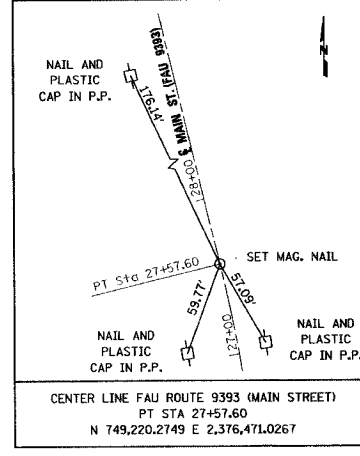 NAIL AND
PLASTIC
CAP IN P.P.
176.14'
℄ MAIN ST. (FAU 9393)
128+00
N
SET MAG. NAIL
PT Sta 27+57.60
59.77'
57.09'
127+00
NAIL AND
PLASTIC
CAP IN P.P.
NAIL AND
PLASTIC
CAP IN P.P.
CENTER LINE FAU ROUTE 9393 (MAIN STREET)
PT STA 27+57.60
N 749,220.2749 E 2,376,471.0267